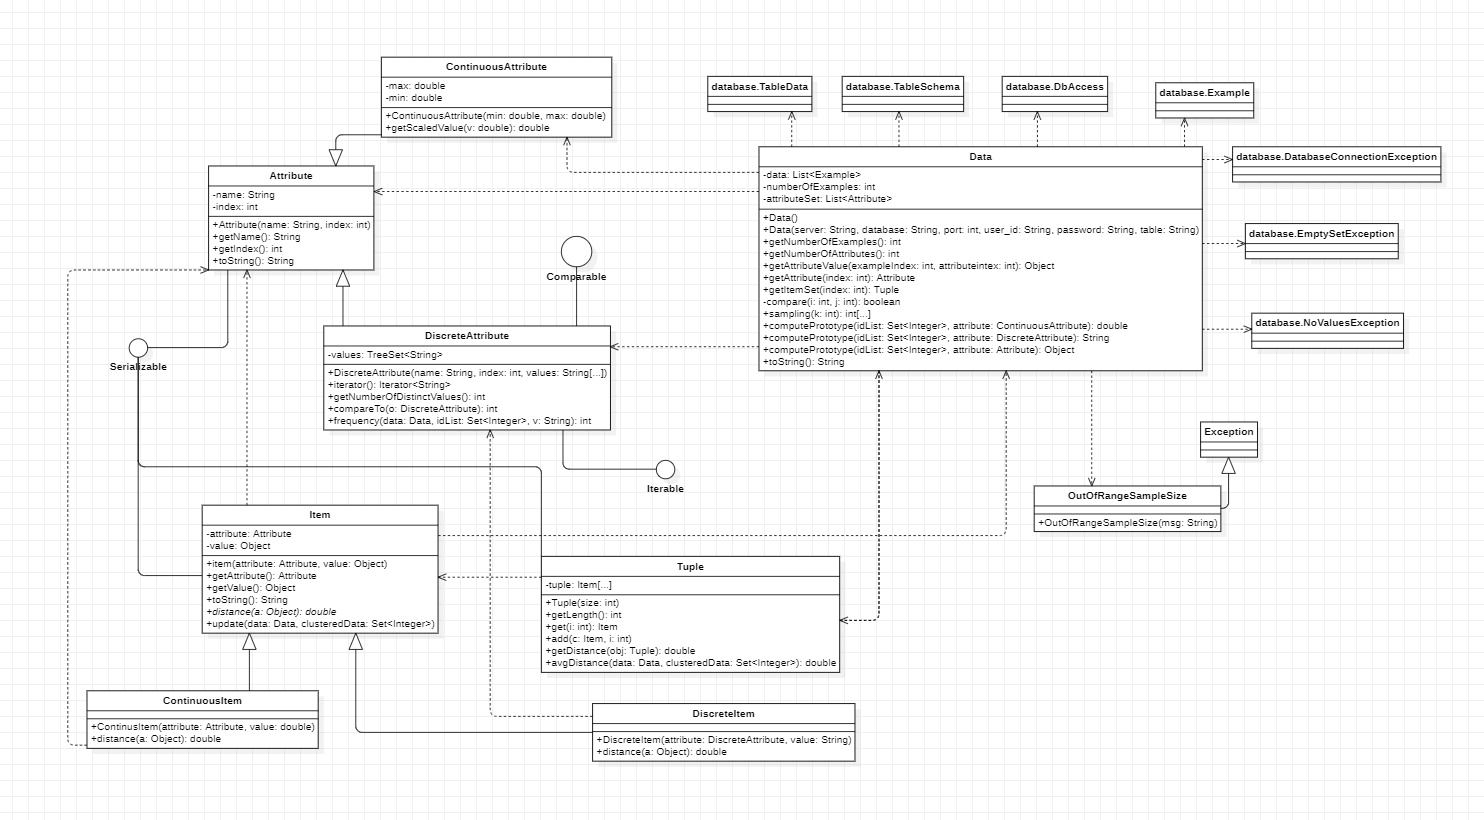 ContinuousAttribute
-max: double
-min: double
+ContinuousAttribute(min: double, max: double)
+getScaledValue(v: double): double
database.TableData
database.TableSchema
database.DbAccess
database.Example
Attribute
-name: String
-index: int
+Attribute(name: String, index: int)
+getName(): String
+getIndex(): int
+toString(): String
Data
-data: List<Example>
-numberOfExamples: int
-attributeSet: List<Attribute>
+Data()
+Data(server: String, database: String, port: int, user_id: String, password: String, table: String)
+getNumberOfExamples(): int
+getNumberOfAttributes(): int
+getAttributeValue(exampleIndex: int, attributeintex: int): Object
+getAttribute(index: int): Attribute
+getItemSet(index: int): Tuple
-compare(i: int, j: int): boolean
+sampling(k: int): int[...]
+computePrototype(idList: Set<Integer>, attribute: ContinuousAttribute): double
+computePrototype(idList: Set<Integer>, attribute: DiscreteAttribute): String
+computePrototype(idList: Set<Integer>, attribute: Attribute): Object
+toString(): String
database.DatabaseConnectionException
database.EmptySetException
database.NoValuesException
Comparable
Serializable
DiscreteAttribute
-values: TreeSet<String>
+DiscreteAttribute(name: String, index: int, values: String[...])
+iterator(): Iterator<String>
+getNumberOfDistinctValues(): int
+compareTo(o: DiscreteAttribute): int
+frequency(data: Data, idList: Set<Integer>, v: String): int
Iterable
Exception
OutOfRangeSampleSize
+OutOfRangeSampleSize(msg: String)
Item
-attribute: Attribute
-value: Object
+item(attribute: Attribute, value: Object)
+getAttribute(): Attribute
+getValue(): Object
+toString(): String
+distance(a: Object): double
+update(data: Data, clusteredData: Set<Integer>)
Tuple
-tuple: Item[...]
+Tuple(size: int)
+getLength(): int
+get(i: int): Item
+add(c: Item, i: int)
+getDistance(obj: Tuple): double
+avgDistance(data: Data, clusteredData: Set<Integer>): double
ContinuousItem
+ContinusItem(attribute: Attribute, value: double)
+distance(a: Object): double
DiscreteItem
+DiscreteItem(attribute: DiscreteAttribute, value: String)
+distance(a: Object): double